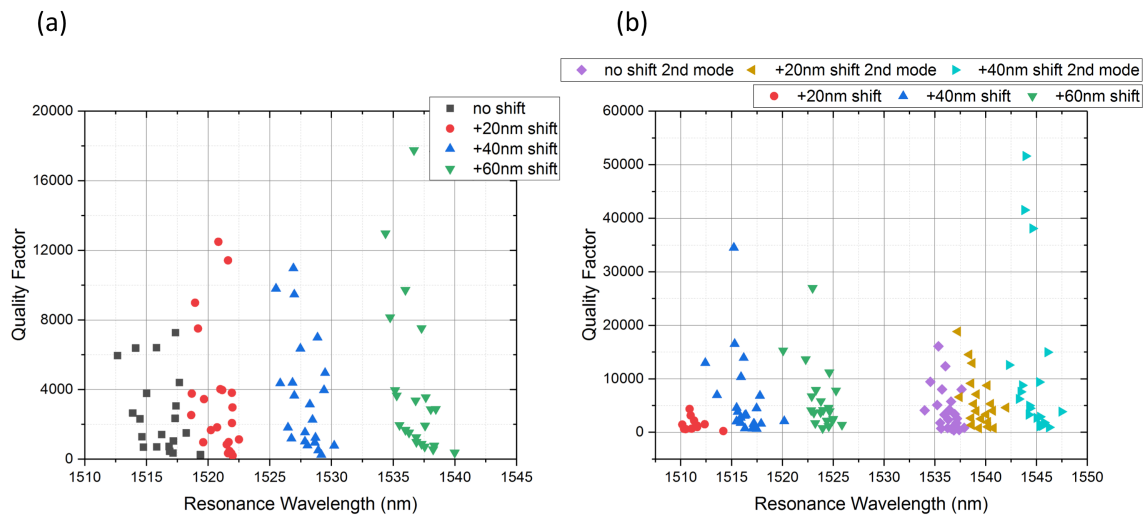 (a)
(b)
no shift 2nd mode +20nm shift 2nd mode +40nm shift 2nd mode
+20nm shift +40nm shift +60nm shift
no shift
+20nm shift
+40nm shift
+60nm shift
Quality Factor
20000
16000
12000
8000
4000
0
1510 1515 1520 1525 1530 1535 1540 1545
Resonance Wavelength (nm)
Quality Factor
60000
50000
40000
30000
20000
10000
0
1510 1515 1520 1525 1530 1535 1540 1545 1550
Resonance Wavelength (nm)